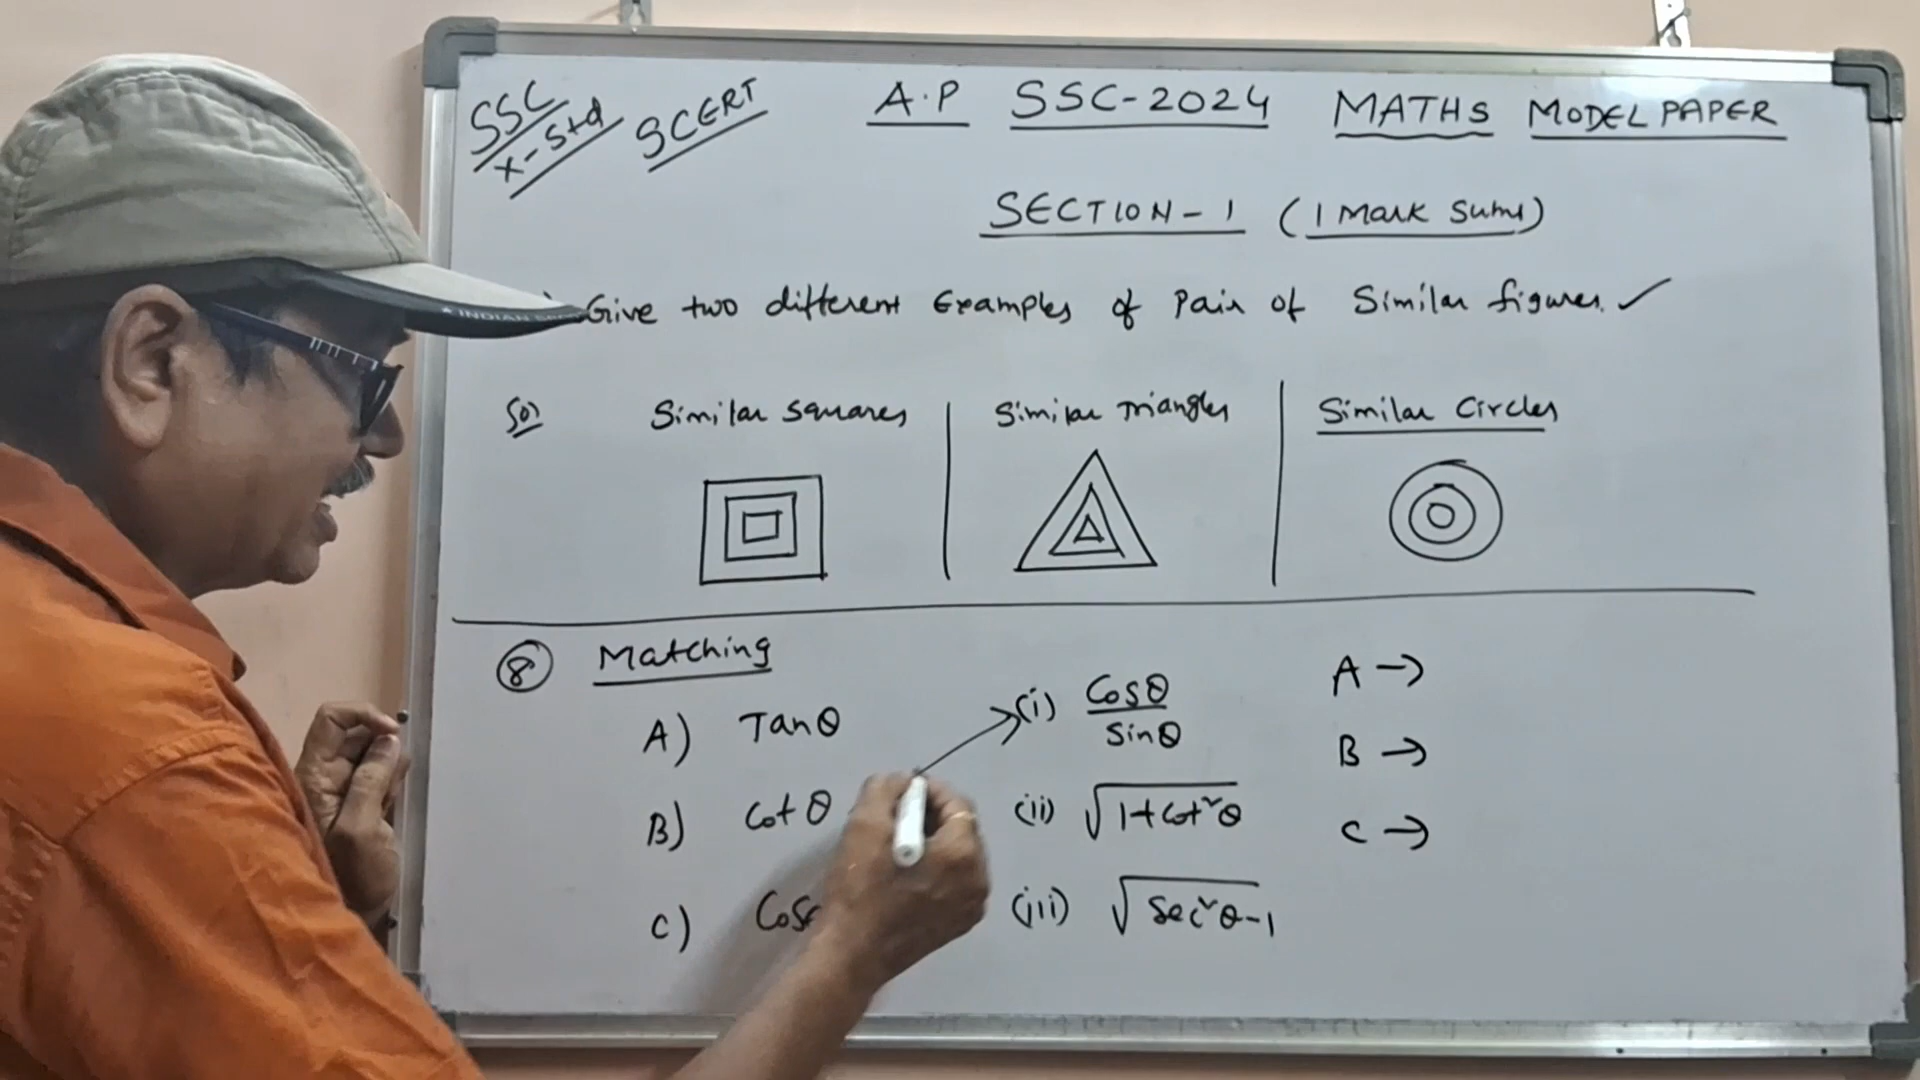 SSC
X-Std
SCERT
A.P SSC-2024 MATHS MODEL PAPER
SECTION-1 (1 Mark Sums)
Give two different Examples of Pair of Similar figures. ✓
Sol
Similar Squares
Similar Triangles
Similar Circles
8 Matching
A) Tanθ
(i) Cosθ/Sinθ
A →
B) Cotθ
(ii) √1+Cot²θ
B →
C)
(iii) √Sec²θ-1
C →
INDIAN